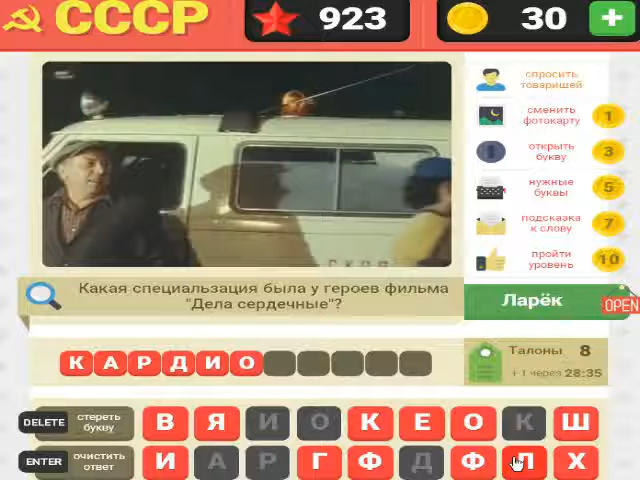 СССР
923
30
+
спросить
товарищей
сменить
фотокарту
1
открыть
букву
3
нужные
буквы
5
подсказка
к слову
7
пройти
уровень
10
Какая специальзация была у героев фильма
"Дела сердечные"?
Ларёк
OPEN
КАРДИО
Талоны 8
+ 1 через 28:35
DELETE
стереть
букву
В Я И О К Е О К Ш
ENTER
очистить
ответ
И А Р Г Ф Д Ф Л Х